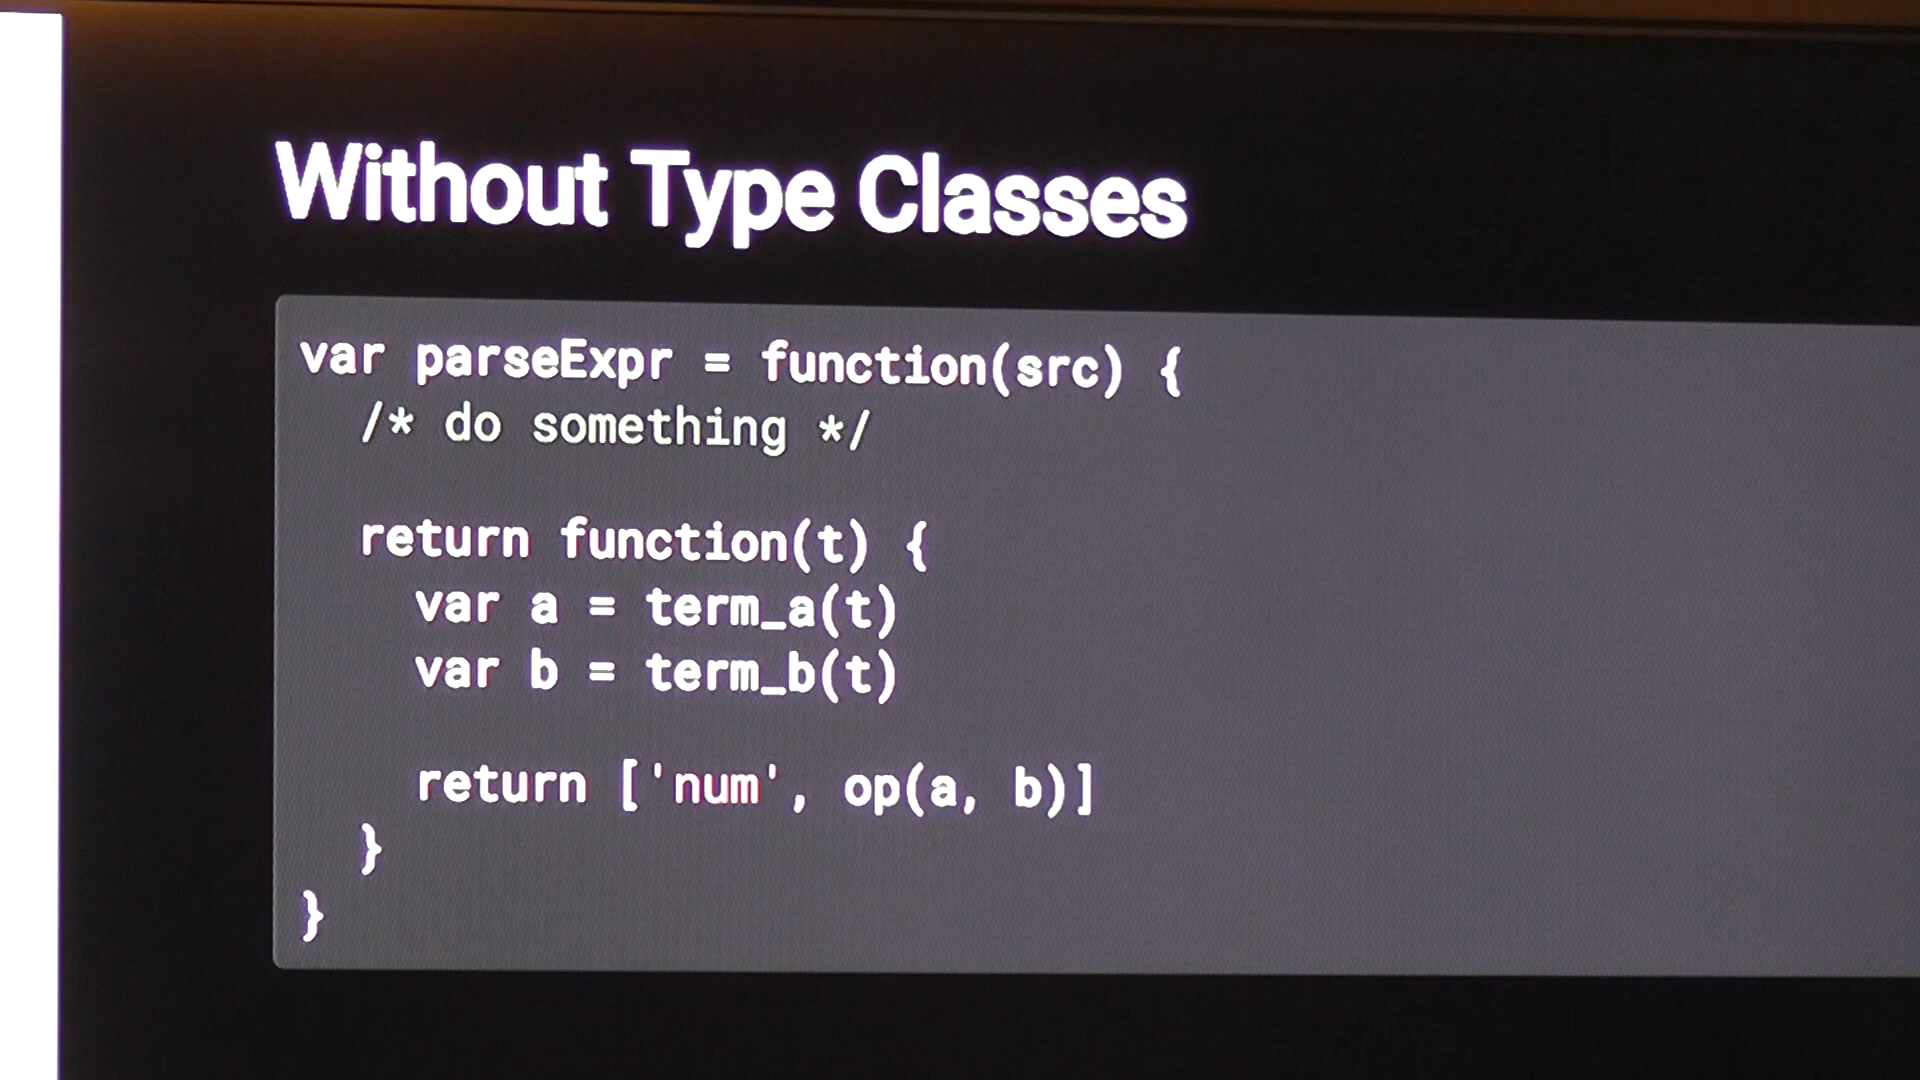 Without Type Classes
var parseExpr = function(src) {
  /* do something */

  return function(t) {
    var a = term_a(t)
    var b = term_b(t)

    return ['num', op(a, b)]
  }
}